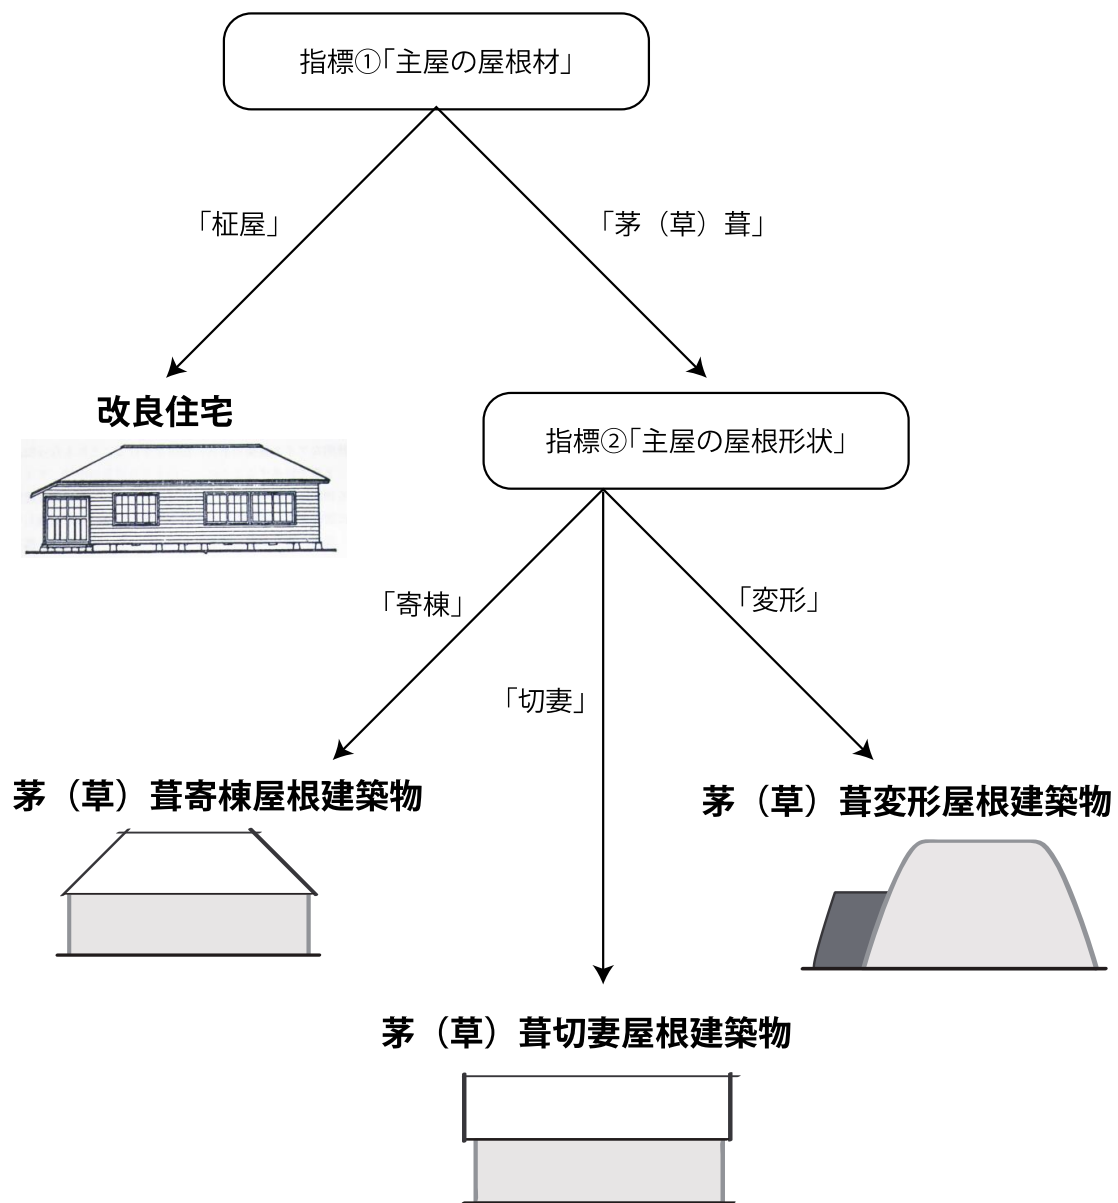 指標①「主屋の屋根材」
「柾屋」
「茅（草）葺」
改良住宅
指標②「主屋の屋根形状」
「寄棟」
「変形」
「切妻」
茅（草）葺寄棟屋根建築物
茅（草）葺変形屋根建築物
茅（草）葺切妻屋根建築物